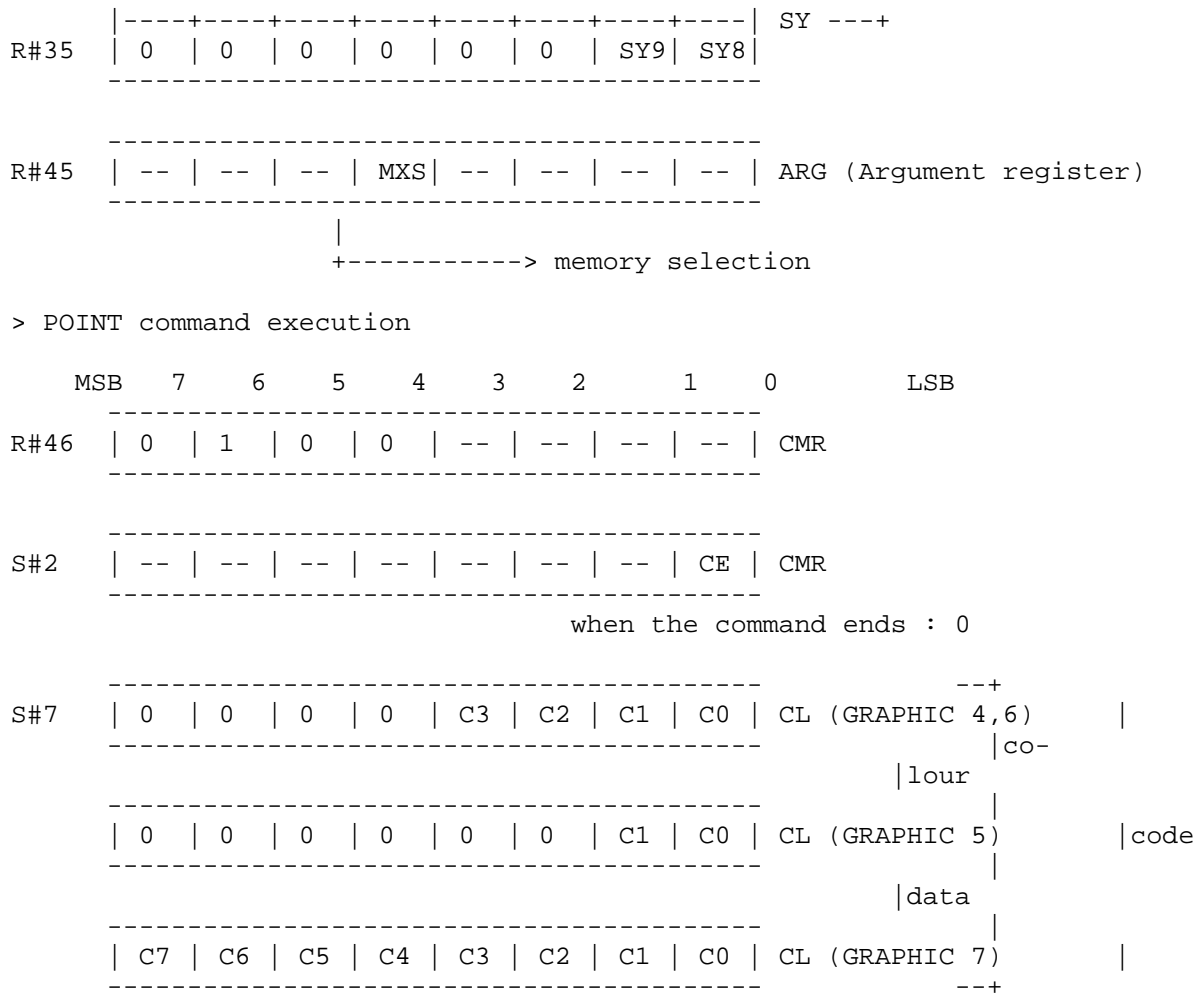 |----+----+----+----+----+----+----+----| SY ---+
R#35 | 0 | 0 | 0 | 0 | 0 | 0 | SY9| SY8|
-----------------------------------------
-----------------------------------------
R#45 | -- | -- | -- | MXS| -- | -- | -- | -- | ARG (Argument register)
-----------------------------------------
|
+-----------> memory selection
> POINT command execution
MSB 7 6 5 4 3 2 1 0 LSB
-----------------------------------------
R#46 | 0 | 1 | 0 | 0 | -- | -- | -- | -- | CMR
-----------------------------------------
-----------------------------------------
S#2 | -- | -- | -- | -- | -- | -- | -- | CE | CMR
-----------------------------------------
when the command ends : 0
----------------------------------------- --+
S#7 | 0 | 0 | 0 | 0 | C3 | C2 | C1 | C0 | CL (GRAPHIC 4,6) |
----------------------------------------- |co-
|lour
----------------------------------------- |
| 0 | 0 | 0 | 0 | 0 | 0 | C1 | C0 | CL (GRAPHIC 5) |code
----------------------------------------- |
|data
----------------------------------------- |
| C7 | C6 | C5 | C4 | C3 | C2 | C1 | C0 | CL (GRAPHIC 7) |
----------------------------------------- --+